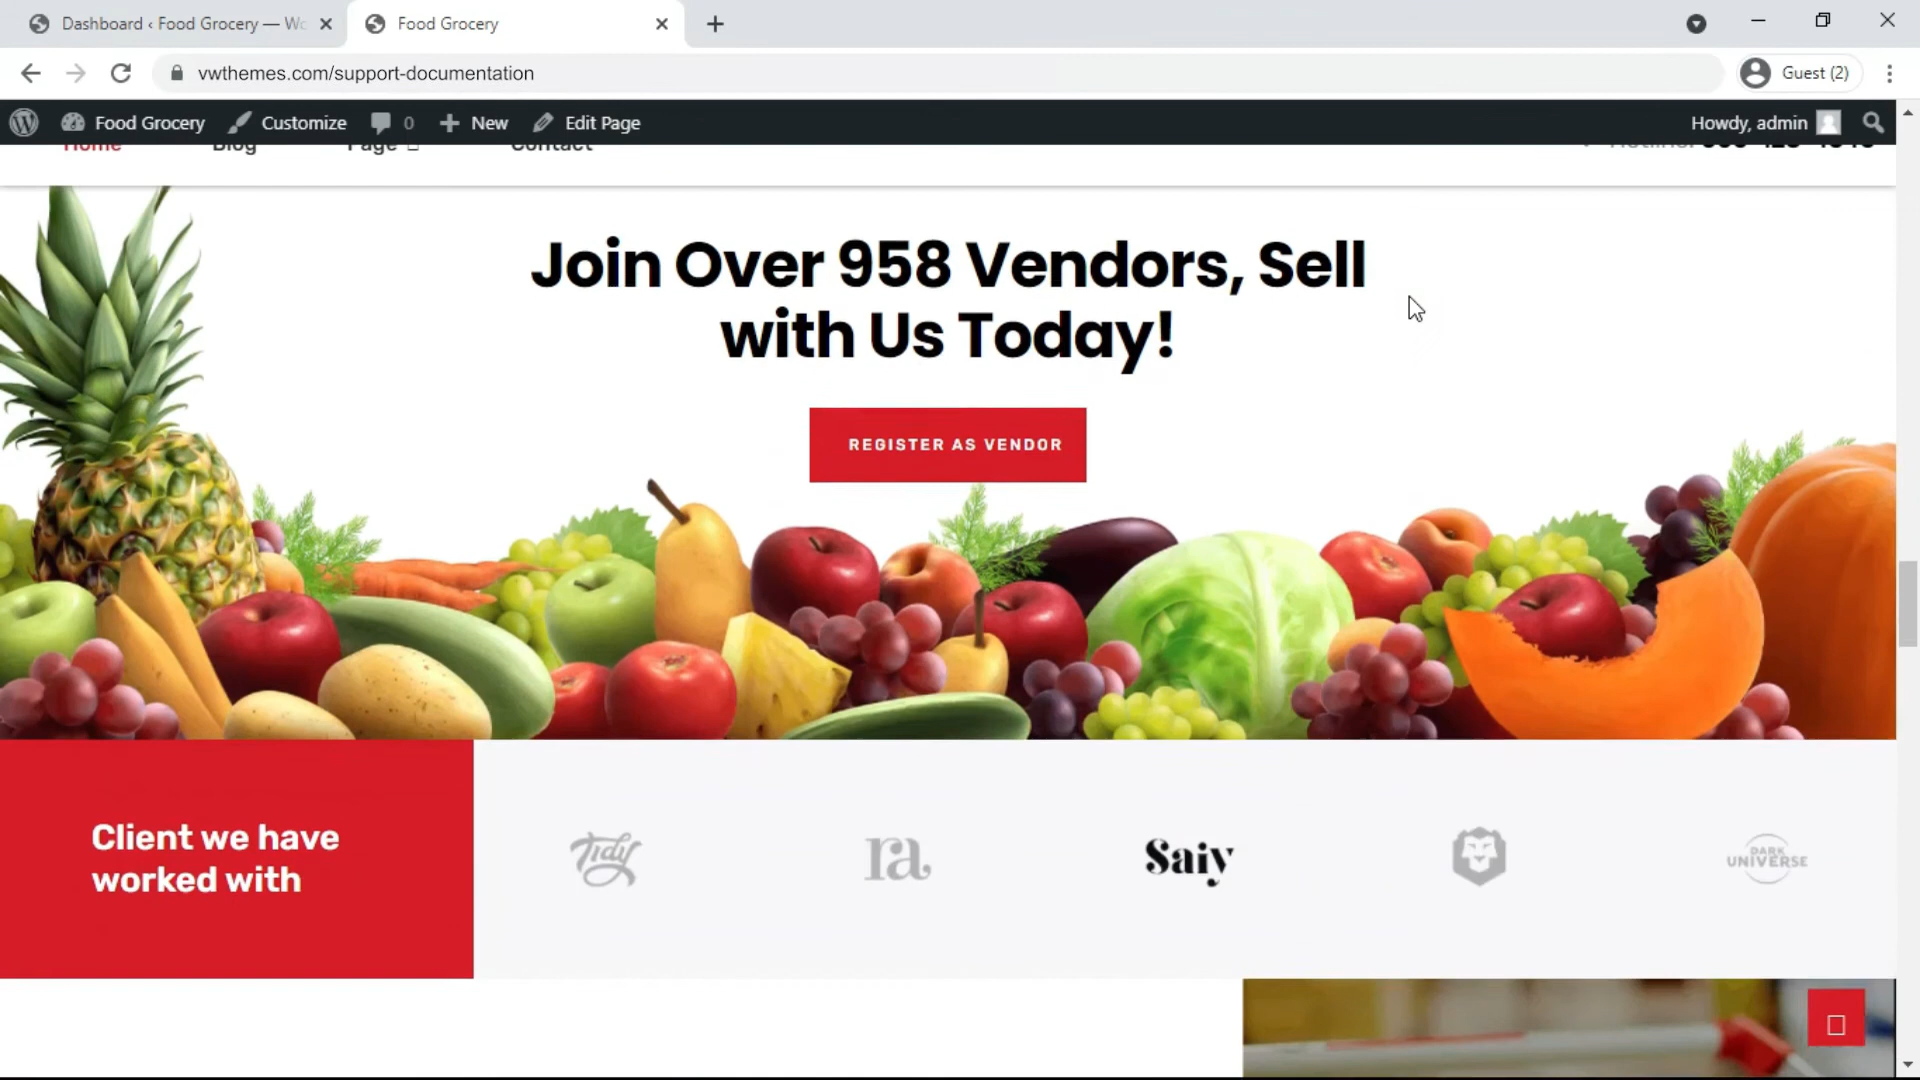 Dashboard ‹ Food Grocery — Wo
Food Grocery
vwthemes.com/support-documentation
Guest (2)
Food Grocery
Customize
0
New
Edit Page
Howdy, admin
Home
Blog
Page
Contact
Join Over 958 Vendors, Sell
with Us Today!
REGISTER AS VENDOR
Client we have
worked with
Tidy
ra
Saiy
DARK
UNIVERSE